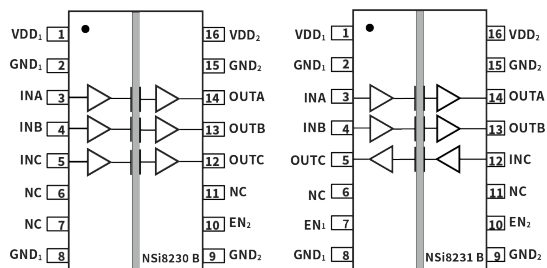 VDD1 1 16 VDD2
GND1 2 15 GND2
INA 3 14 OUTA
INB 4 13 OUTB
INC 5 12 OUTC
NC 6 11 NC
NC 7 10 EN2
GND1 8 NSi8230 B 9 GND2
VDD1 1 16 VDD2
GND1 2 15 GND2
INA 3 14 OUTA
INB 4 13 OUTB
OUTC 5 12 INC
NC 6 11 NC
EN1 7 10 EN2
GND1 8 NSi8231 B 9 GND2